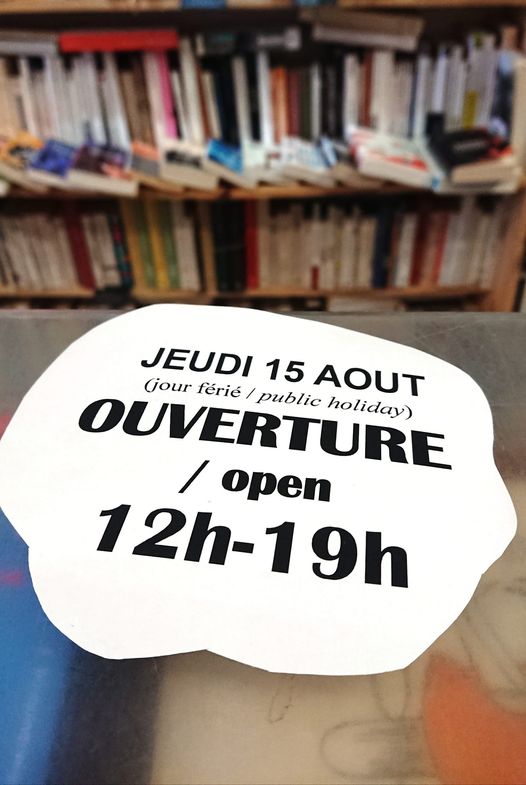 JEUDI 15 AOUT
(jour férié / public holiday)
OUVERTURE
/ open
12h-19h